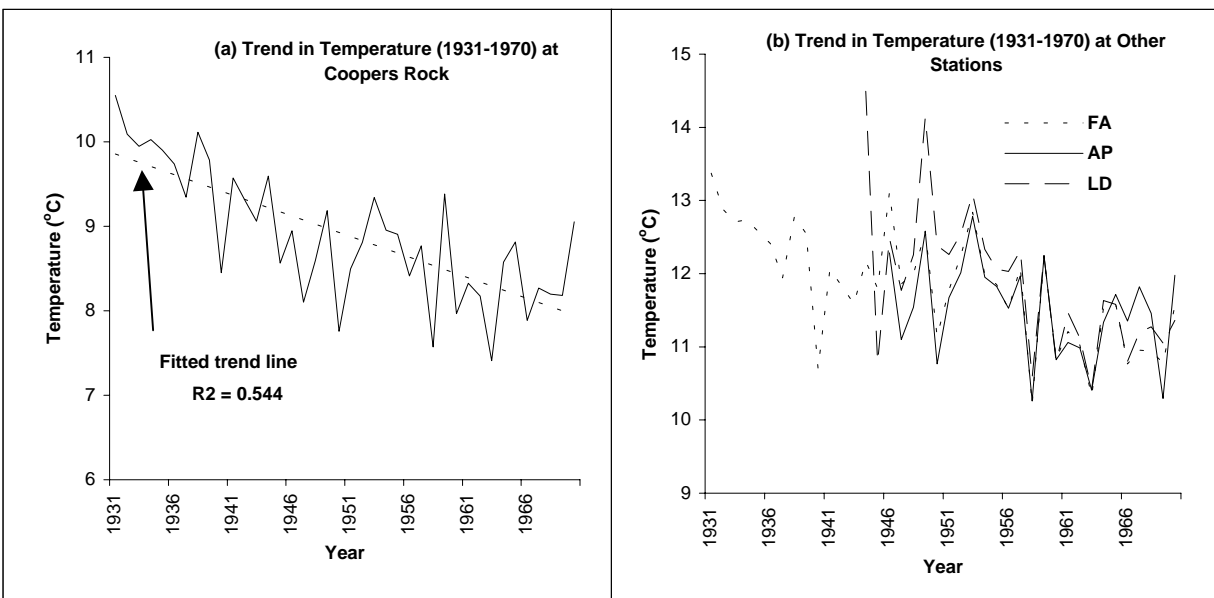 (a) Trend in Temperature (1931-1970) at
Coopers Rock
11
10
9
8
7
6
Temperature (°C)
Fitted trend line
R2 = 0.544
1931
1936
1941
1946
1951
1956
1961
1966
Year
(b) Trend in Temperature (1931-1970) at Other
Stations
15
14
13
12
11
10
9
Temperature (°C)
FA
AP
LD
1931
1936
1941
1946
1951
1956
1961
1966
Year